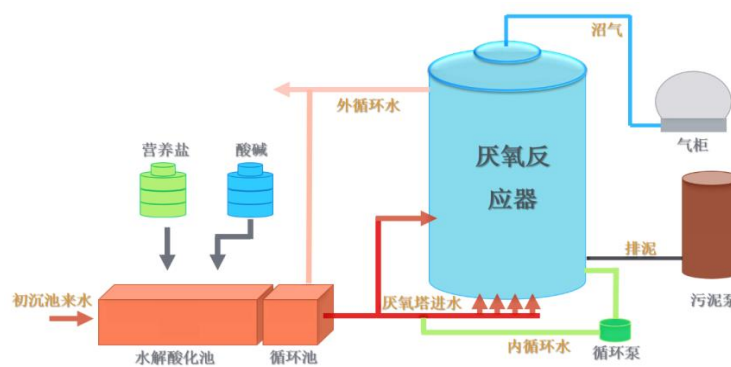 沼气
外循环水
气柜
营养盐
酸碱
厌氧反
应器
排泥
初沉池来水
厌氧塔进水
污泥泵
内循环水
水解酸化池
循环池
循环泵